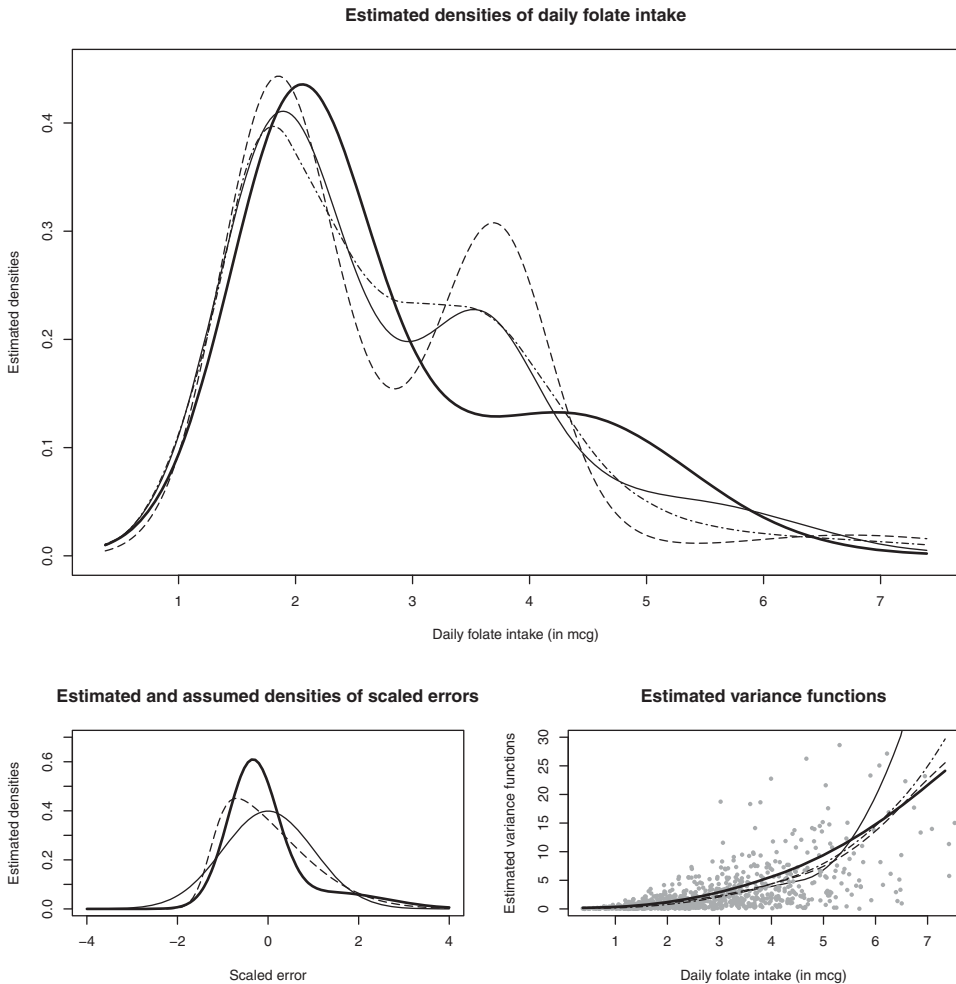 Estimated densities of daily folate intake
Estimated densities
0.0
0.1
0.2
0.3
0.4
1 2 3 4 5 6 7
Daily folate intake (in mcg)
Estimated and assumed densities of scaled errors
Estimated densities
0.0
0.2
0.4
0.6
−4 −2 0 2 4
Scaled error
Estimated variance functions
Estimated variance functions
0
5
10
15
20
25
30
1 2 3 4 5 6 7
Daily folate intake (in mcg)